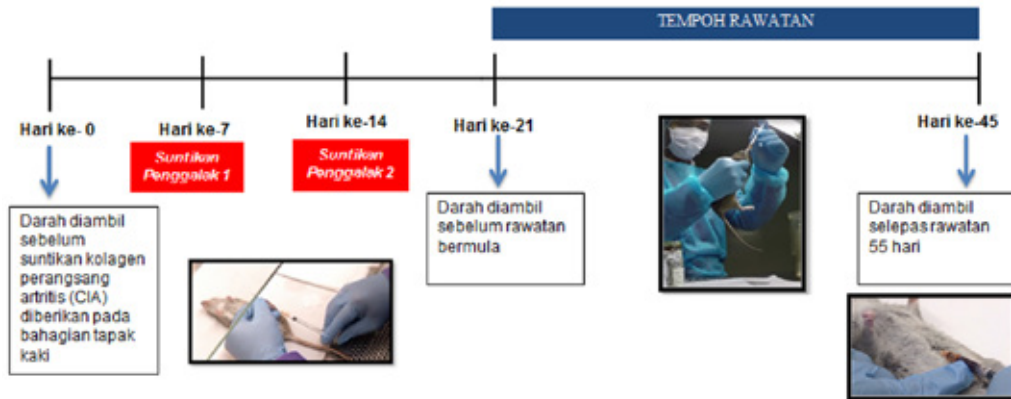 TEMPOH RAWATAN
Hari ke- 0
Hari ke-7
Hari ke-14
Hari ke-21
Hari ke-45
Suntikan
Penggalak 1
Suntikan
Penggalak 2
Darah diambil
sebelum
suntikan kolagen
perangsang
artritis (CIA)
diberikan pada
bahagian tapak
kaki
Darah diambil
sebelum rawatan
bermula
Darah diambil
selepas rawatan
55 hari